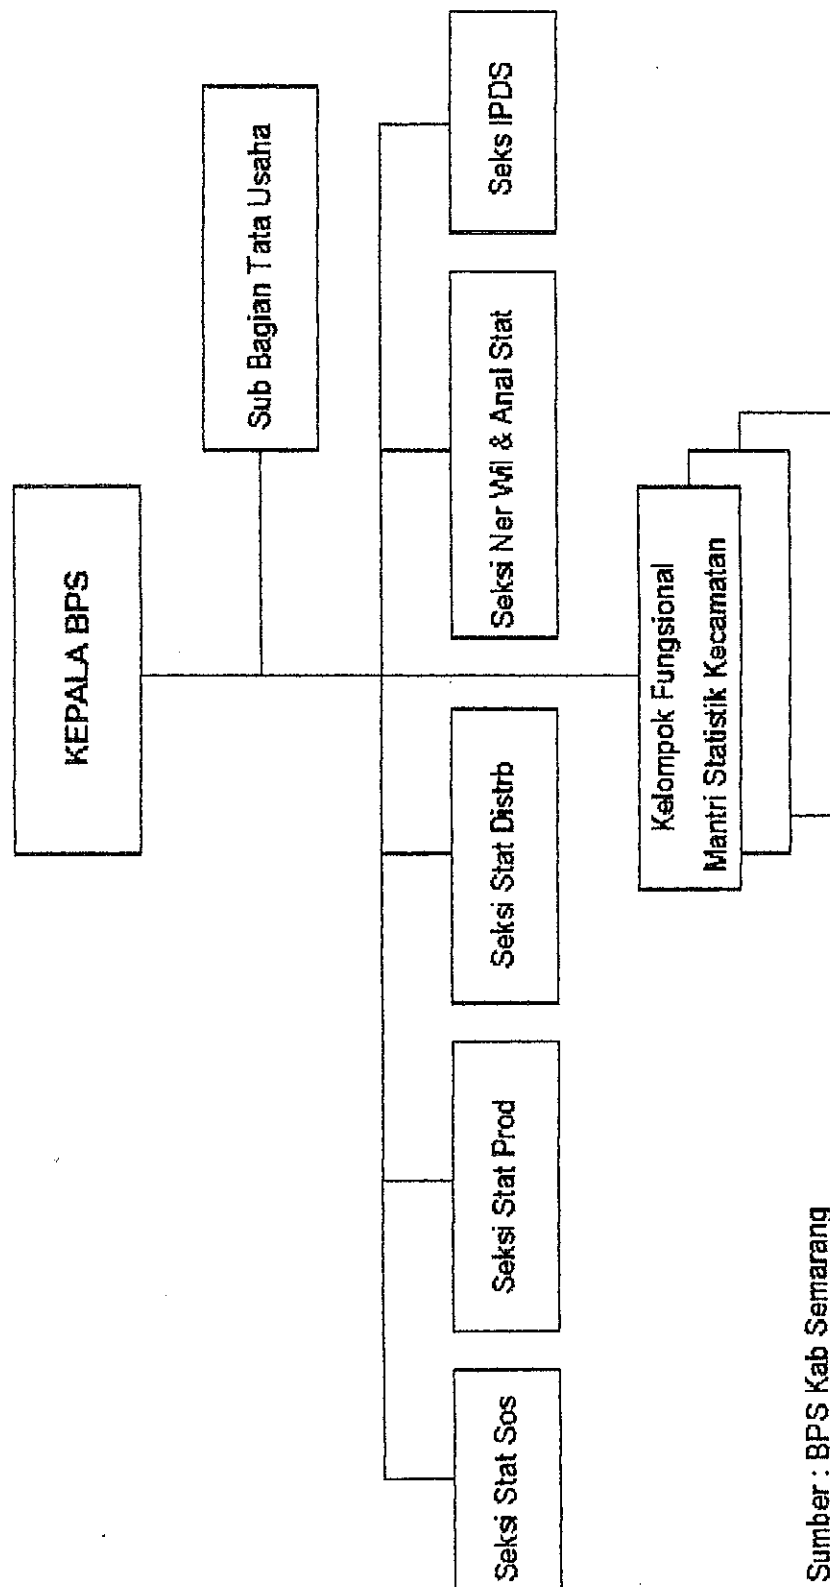 KEPALA BPS
Sub Bagian Tata Usaha
Seksi Stat Sos
Seksi Stat Prod
Seksi Stat Distrb
Seksi Ner Wil & Anal Stat
Seks IPDS
Kelompok Fungsional
Mantri Statistik Kecamatan
Sumber : BPS Kab Semarang